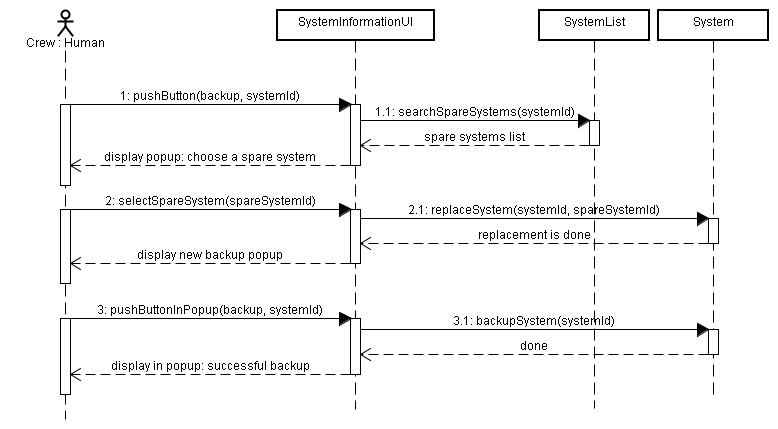 SystemInformationUI
SystemList
System
Crew : Human
1: pushButton(backup, systemId)
1.1: searchSpareSystems(systemId)
spare systems list
display popup: choose a spare system
2: selectSpareSystem(spareSystemId)
2.1: replaceSystem(systemId, spareSystemId)
replacement is done
display new backup popup
3: pushButtonInPopup(backup, systemId)
3.1: backupSystem(systemId)
done
display in popup: successful backup